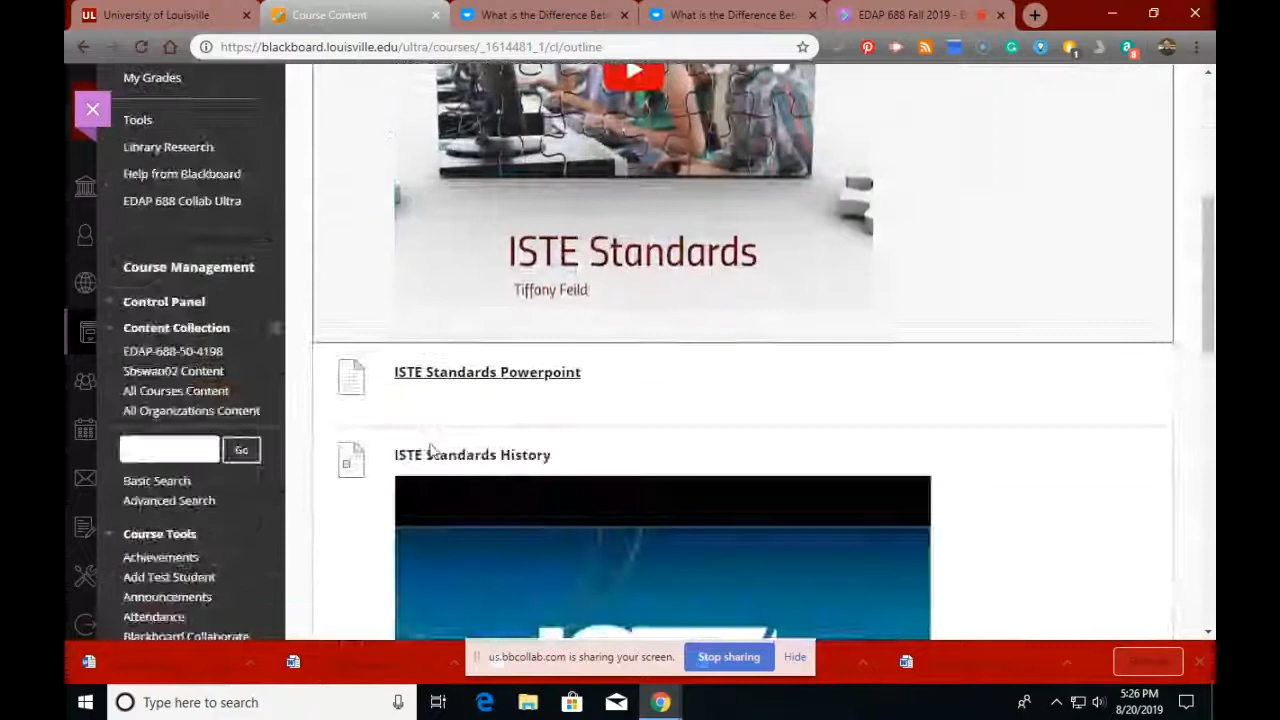 University of Louisville
Course Content
What is the Difference Bet
What is the Difference Bet
EDAP 688 Fall 2019 - E
https://blackboard.louisville.edu/ultra/courses/_1614481_1/cl/outline
1
8
My Grades
Tools
Library Research
Help from Blackboard
EDAP 688 Collab Ultra
Course Management
Control Panel
Content Collection
EDAP-688-50-4198
Sbswan02 Content
All Courses Content
All Organizations Content
Go
Basic Search
Advanced Search
Course Tools
Achievements
Add Test Student
Announcements
Attendance
Blackboard Collaborate
ISTE Standards
Tiffany Feild
ISTE Standards Powerpoint
ISTE Standards History
us.bbcollab.com is sharing your screen.
Stop sharing
Hide
Type here to search
5:26 PM
8/20/2019